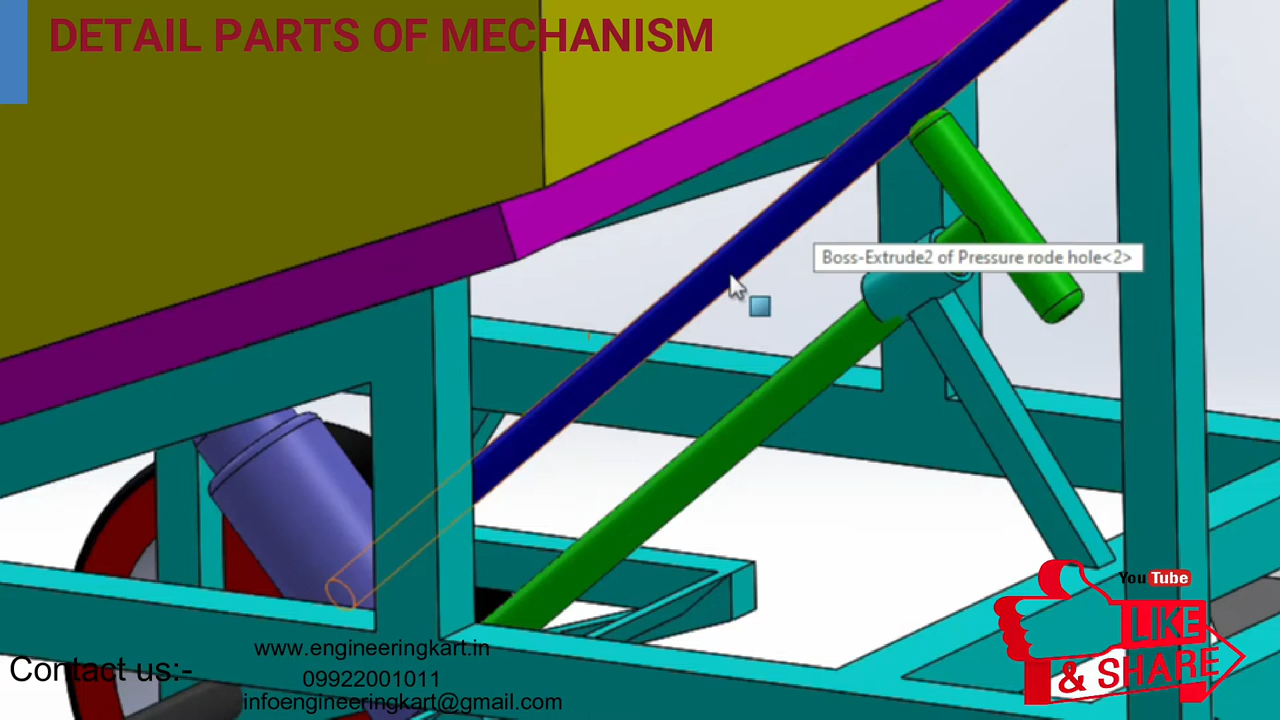 DETAIL PARTS OF MECHANISM
Boss-Extrude2 of Pressure rode hole<2>
YouTube
LIKE
& SHARE
www.engineeringkart.in
Contact us:-
09922001011
infoengineeringkart@gmail.com